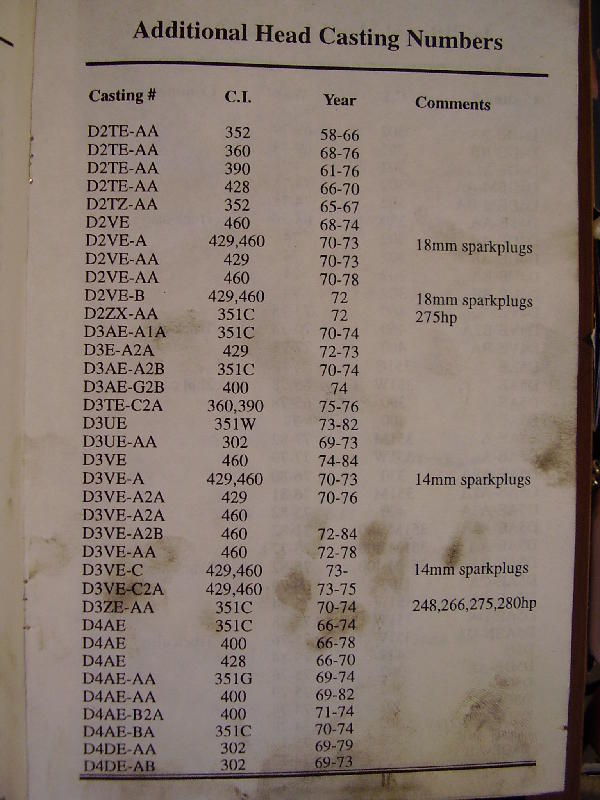 Additional Head Casting Numbers
Casting # C.I. Year Comments
D2TE-AA 352 58-66
D2TE-AA 360 68-76
D2TE-AA 390 61-76
D2TE-AA 428 66-70
D2TZ-AA 352 65-67
D2VE 460 68-74
D2VE-A 429,460 70-73 18mm sparkplugs
D2VE-AA 429 70-73
D2VE-AA 460 70-78
D2VE-B 429,460 72 18mm sparkplugs
D2ZX-AA 351C 72 275hp
D3AE-A1A 351C 70-74
D3E-A2A 429 72-73
D3AE-A2B 351C 70-74
D3AE-G2B 400 74
D3TE-C2A 360,390 75-76
D3UE 351W 73-82
D3UE-AA 302 69-73
D3VE 460 74-84
D3VE-A 429,460 70-73 14mm sparkplugs
D3VE-A2A 429 70-76
D3VE-A2A 460
D3VE-A2B 460 72-84
D3VE-AA 460 72-78
D3VE-C 429,460 73- 14mm sparkplugs
D3VE-C2A 429,460 73-75
D3ZE-AA 351C 70-74 248,266,275,280hp
D4AE 351C 66-74
D4AE 400 66-78
D4AE 428 66-70
D4AE-AA 351G 69-74
D4AE-AA 400 69-82
D4AE-B2A 400 71-74
D4AE-BA 351C 70-74
D4DE-AA 302 69-79
D4DE-AB 302 69-73